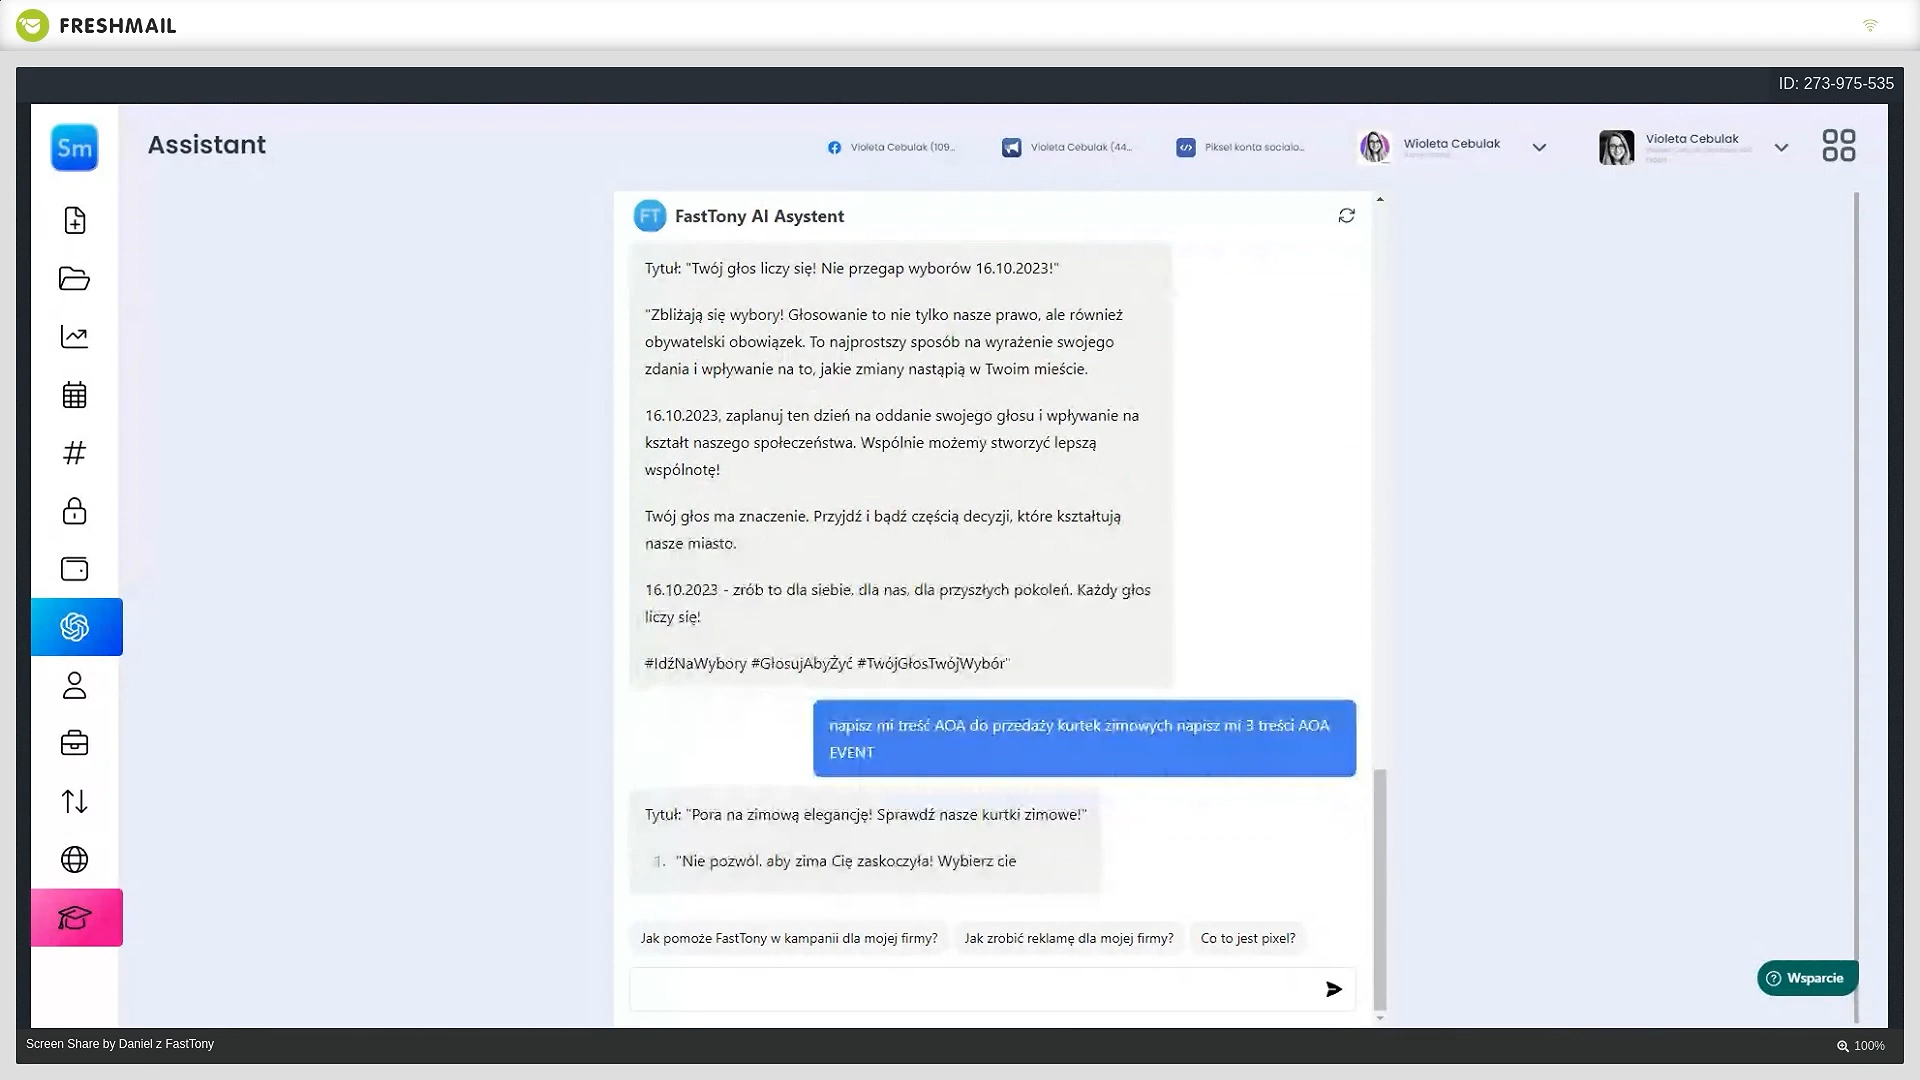 FRESHMAIL
ID: 273-975-535
Sm
Assistant
Violeta Cebulak (109...
Violeta Cebulak (44...
Piksel konta socialo...
Wioleta Cebulak
Violeta Cebulak
FT FastTony AI Asystent
Tytuł: "Twój głos liczy się! Nie przegap wyborów 16.10.2023!"
"Zbliżają się wybory! Głosowanie to nie tylko nasze prawo, ale również
obywatelski obowiązek. To najprostszy sposób na wyrażenie swojego
zdania i wpływanie na to, jakie zmiany nastąpią w Twoim mieście.
16.10.2023, zaplanuj ten dzień na oddanie swojego głosu i wpływanie na
kształt naszego społeczeństwa. Wspólnie możemy stworzyć lepszą
wspólnotę!
Twój głos ma znaczenie. Przyjdź i bądź częścią decyzji, które kształtują
nasze miasto.
16.10.2023 - zrób to dla siebie, dla nas, dla przyszłych pokoleń. Każdy głos
liczy się!
#IdźNaWybory #GłosujAbyŻyć #TwójGłosTwójWybór"
napisz mi treść AOA do przedaży kurtek zimowych napisz mi 3 treści AOA
EVENT
Tytuł: "Pora na zimową elegancję! Sprawdź nasze kurtki zimowe!"
1. "Nie pozwól, aby zima Cię zaskoczyła! Wybierz cie
Jak pomoże FastTony w kampanii dla mojej firmy?
Jak zrobić reklamę dla mojej firmy?
Co to jest pixel?
Wsparcie
Screen Share by Daniel z FastTony
100%